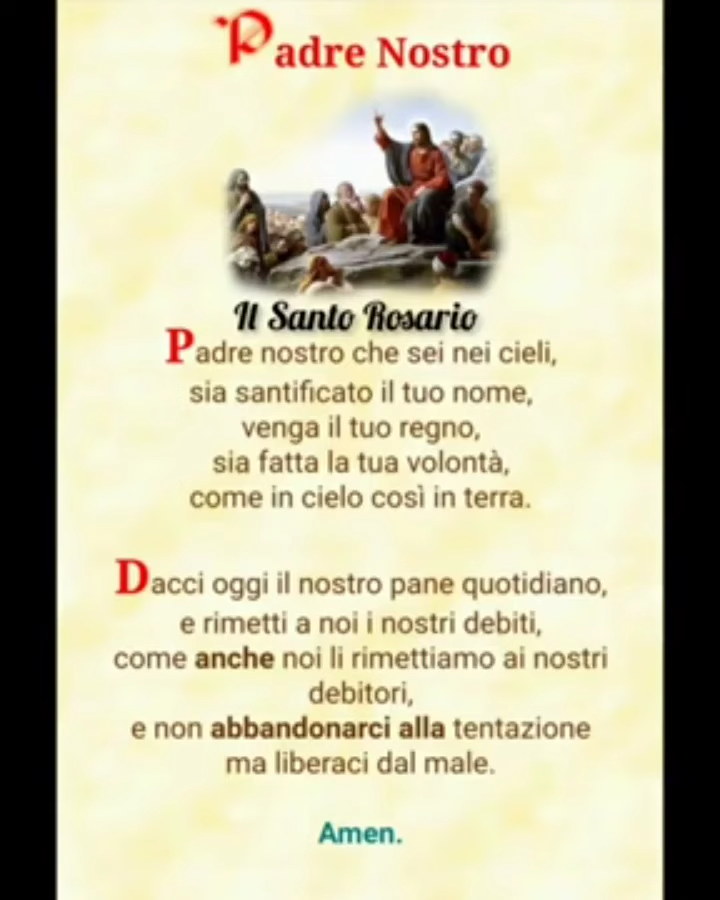 Padre Nostro
Il Santo Rosario
Padre nostro che sei nei cieli,
sia santificato il tuo nome,
venga il tuo regno,
sia fatta la tua volontà,
come in cielo così in terra.
Dacci oggi il nostro pane quotidiano,
e rimetti a noi i nostri debiti,
come anche noi li rimettiamo ai nostri
debitori,
e non abbandonarci alla tentazione
ma liberaci dal male.
Amen.